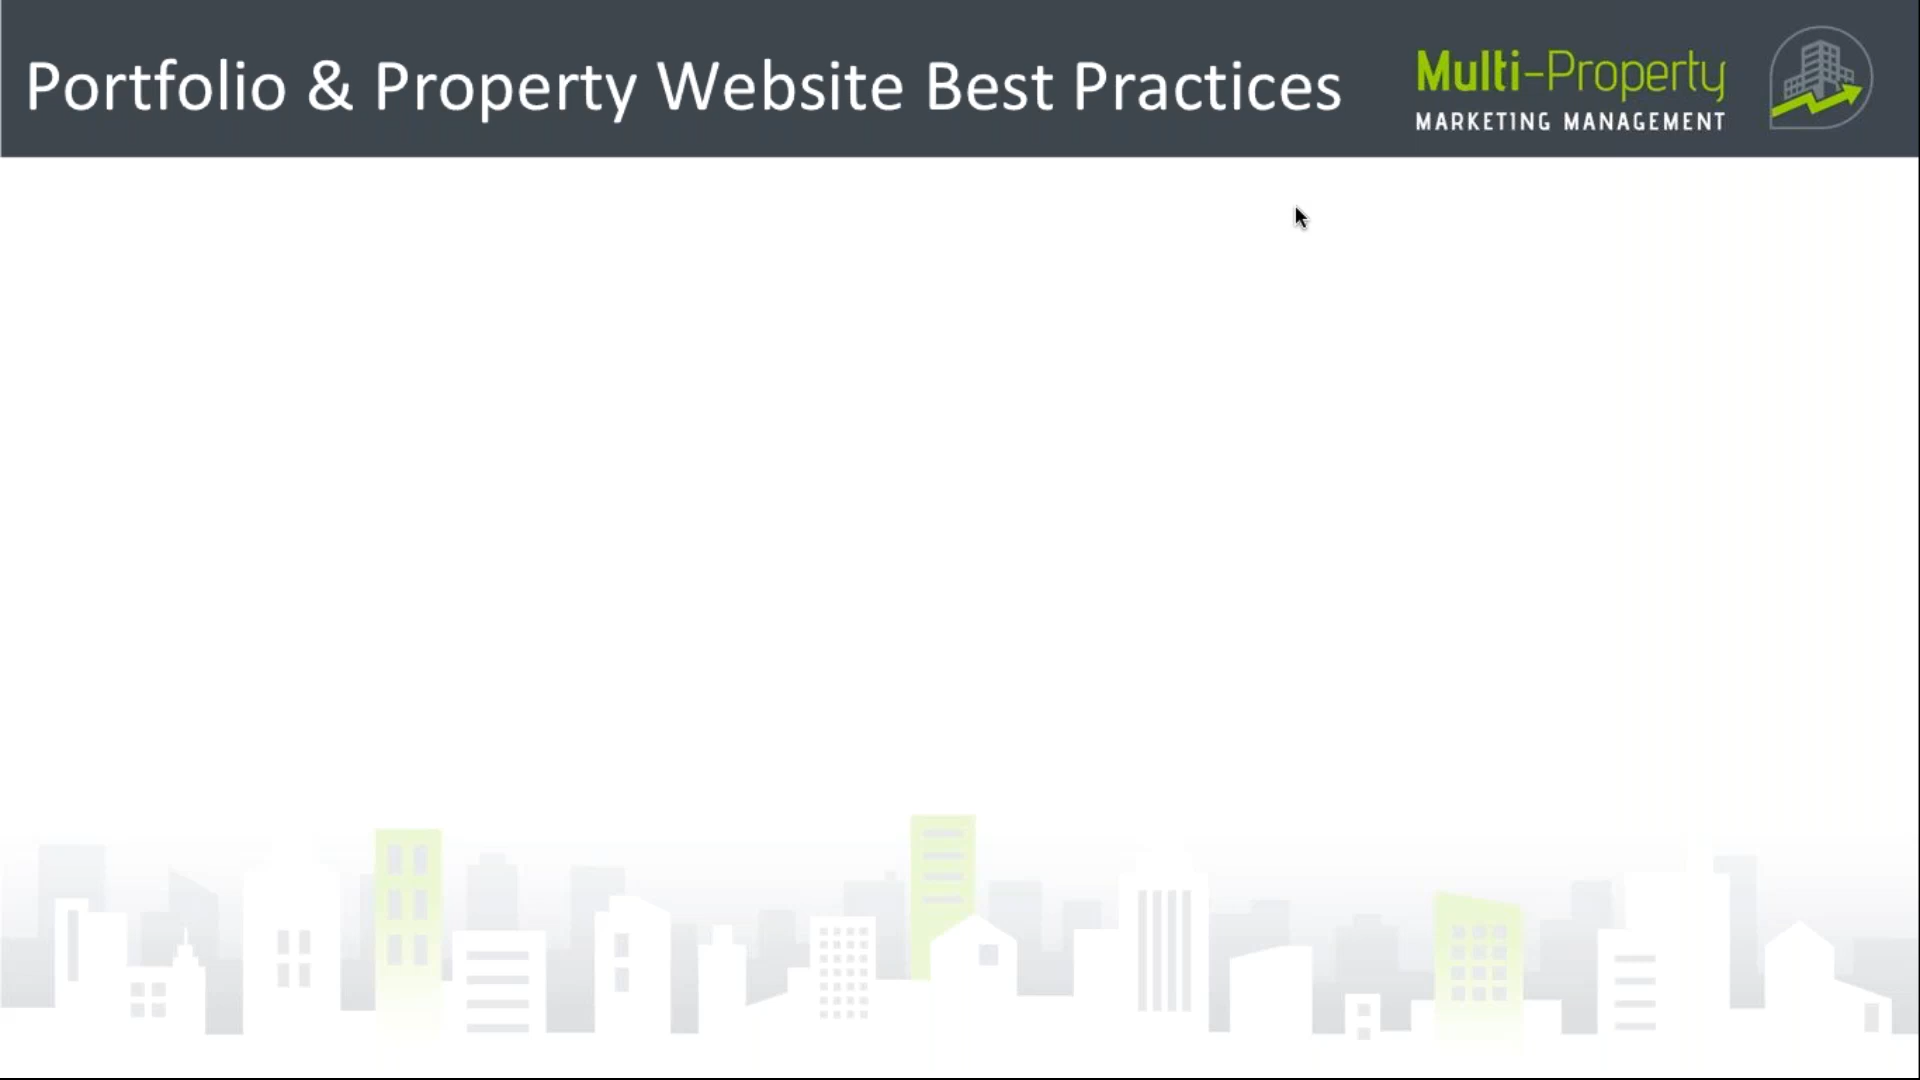 Portfolio & Property Website Best Practices
Multi-Property
MARKETING MANAGEMENT